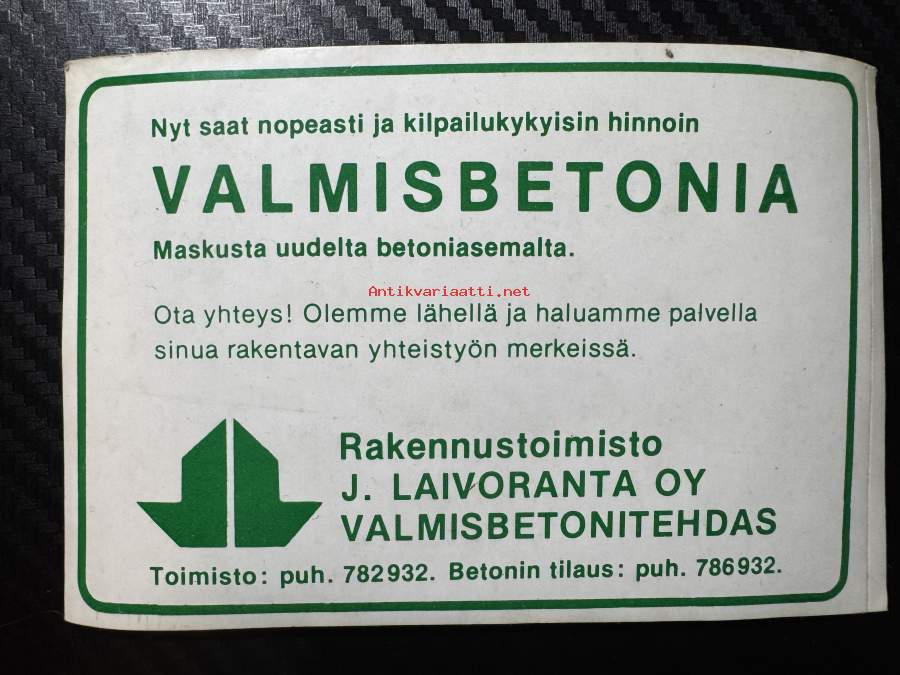 Nyt saat nopeasti ja kilpailukykyisin hinnoin
VALMISBETONIA
Maskusta uudelta betoniasemalta.
Antikvariaatti.net
Ota yhteys! Olemme lähellä ja haluamme palvella
sinua rakentavan yhteistyön merkeissä.
Rakennustoimisto
J. LAIVORANTA OY
VALMISBETONITEHDAS
Toimisto: puh. 782932. Betonin tilaus: puh. 786932.